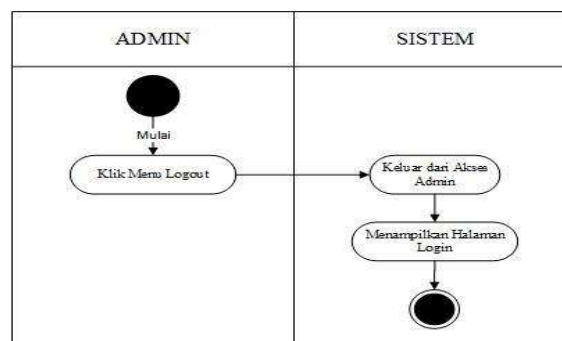 ADMIN
SISTEM
Mulai
Klik Menu Logout
Keluar dari Akses
Admin
Menampilkan Halaman
Login